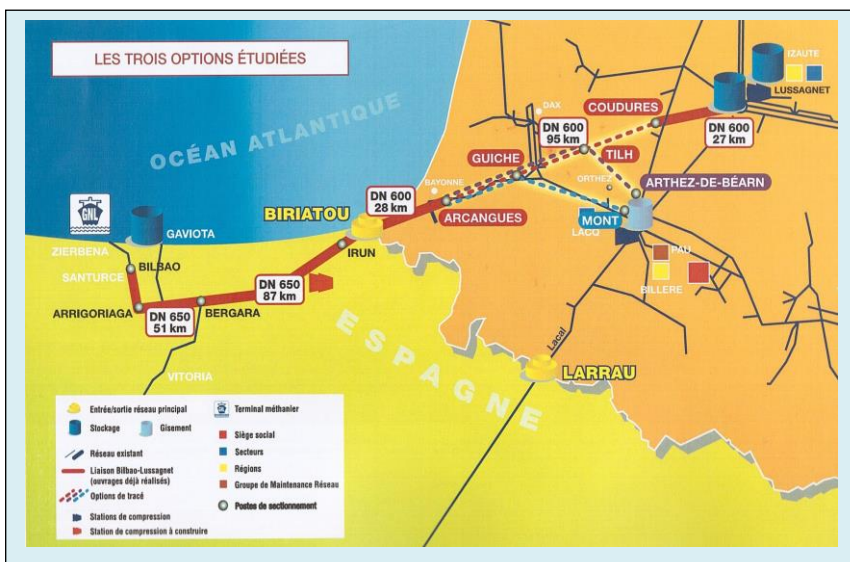 LES TROIS OPTIONS ÉTUDIÉES
OCÉAN ATLANTIQUE
IZAUTE
LUSSAGNET
DAX
COUDURES
DN 600
95 km
DN 600
27 km
GUICHE
TILH
BAYONNE
ORTHEZ
ARTHEZ-DE-BÉARN
DN 600
28 km
ARCANGUES
MONT
LACQ
BIRIATOU
GNL
GAVIOTA
ZIERBENA
IRUN
PAU
BILLERE
BILBAO
SANTURCE
DN 650
87 km
ARRIGORIAGA
DN 650
51 km
BERGARA
ESPAGNE
Lacal
VITORIA
LARRAU
Entrée/sortie réseau principal
Terminal méthanier
Stockage
Gisement
Siège social
Réseau existant
Secteurs
Liaison Bilbao-Lussagnet
(ouvrages déjà réalisés)
Régions
Options de tracé
Groupe de Maintenance Réseau
Postes de sectionnement
Stations de compression
Station de compression à construire